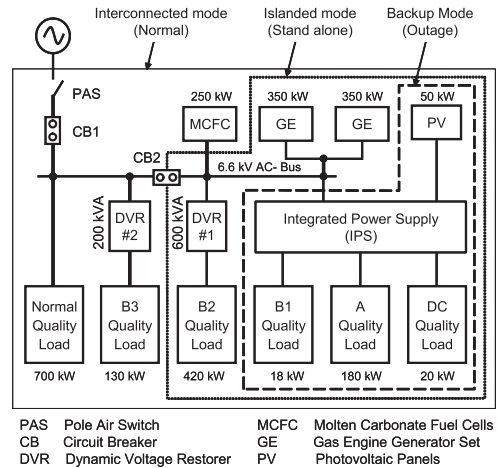 Interconnected mode
(Normal)
Islanded mode
(Stand alone)
Backup Mode
(Outage)
PAS
CB1
250 kW
MCFC
350 kW
GE
350 kW
GE
50 kW
PV
CB2
6.6 kV AC- Bus
200 kVA
DVR
#2
600 kVA
DVR
#1
Integrated Power Supply
(IPS)
Normal
Quality
Load
700 kW
B3
Quality
Load
130 kW
B2
Quality
Load
420 kW
B1
Quality
Load
18 kW
A
Quality
Load
180 kW
DC
Quality
Load
20 kW
PAS Pole Air Switch
CB Circuit Breaker
DVR Dynamic Voltage Restorer
MCFC Molten Carbonate Fuel Cells
GE Gas Engine Generator Set
PV Photovoltaic Panels